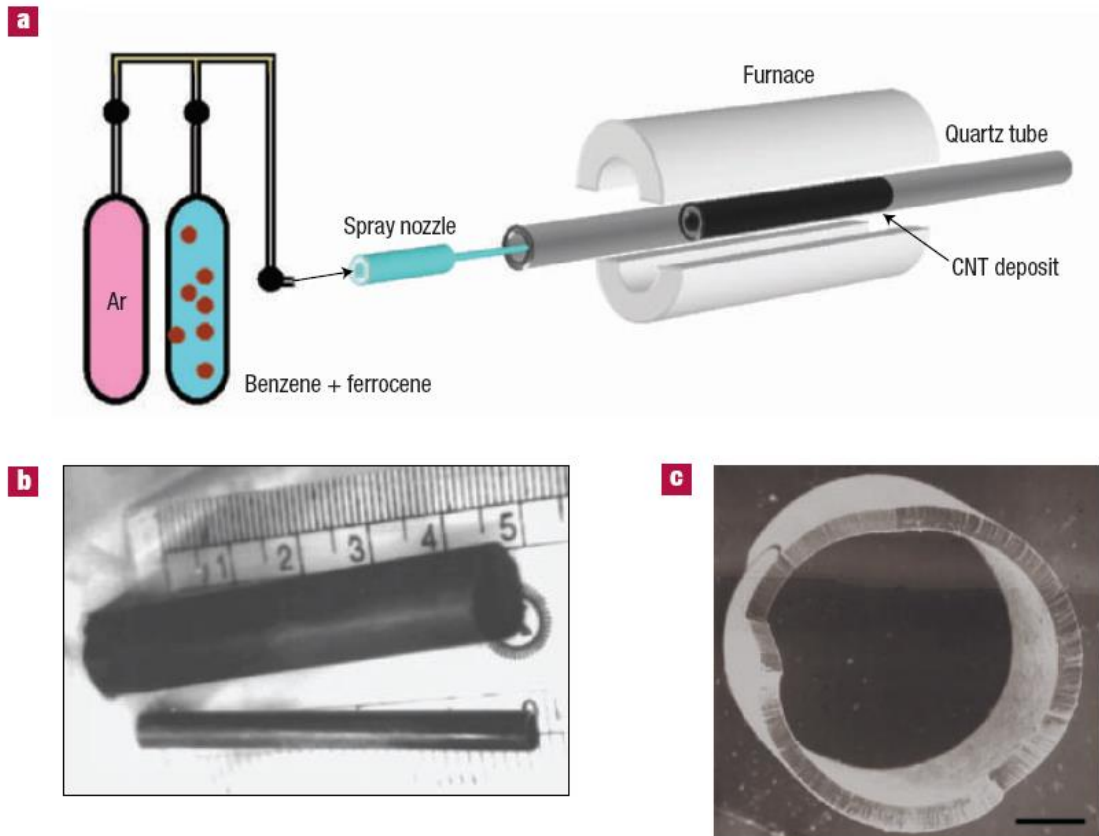 a
Furnace
Quartz tube
Spray nozzle
CNT deposit
Ar
Benzene + ferrocene
b
1 2 3 4 5
c